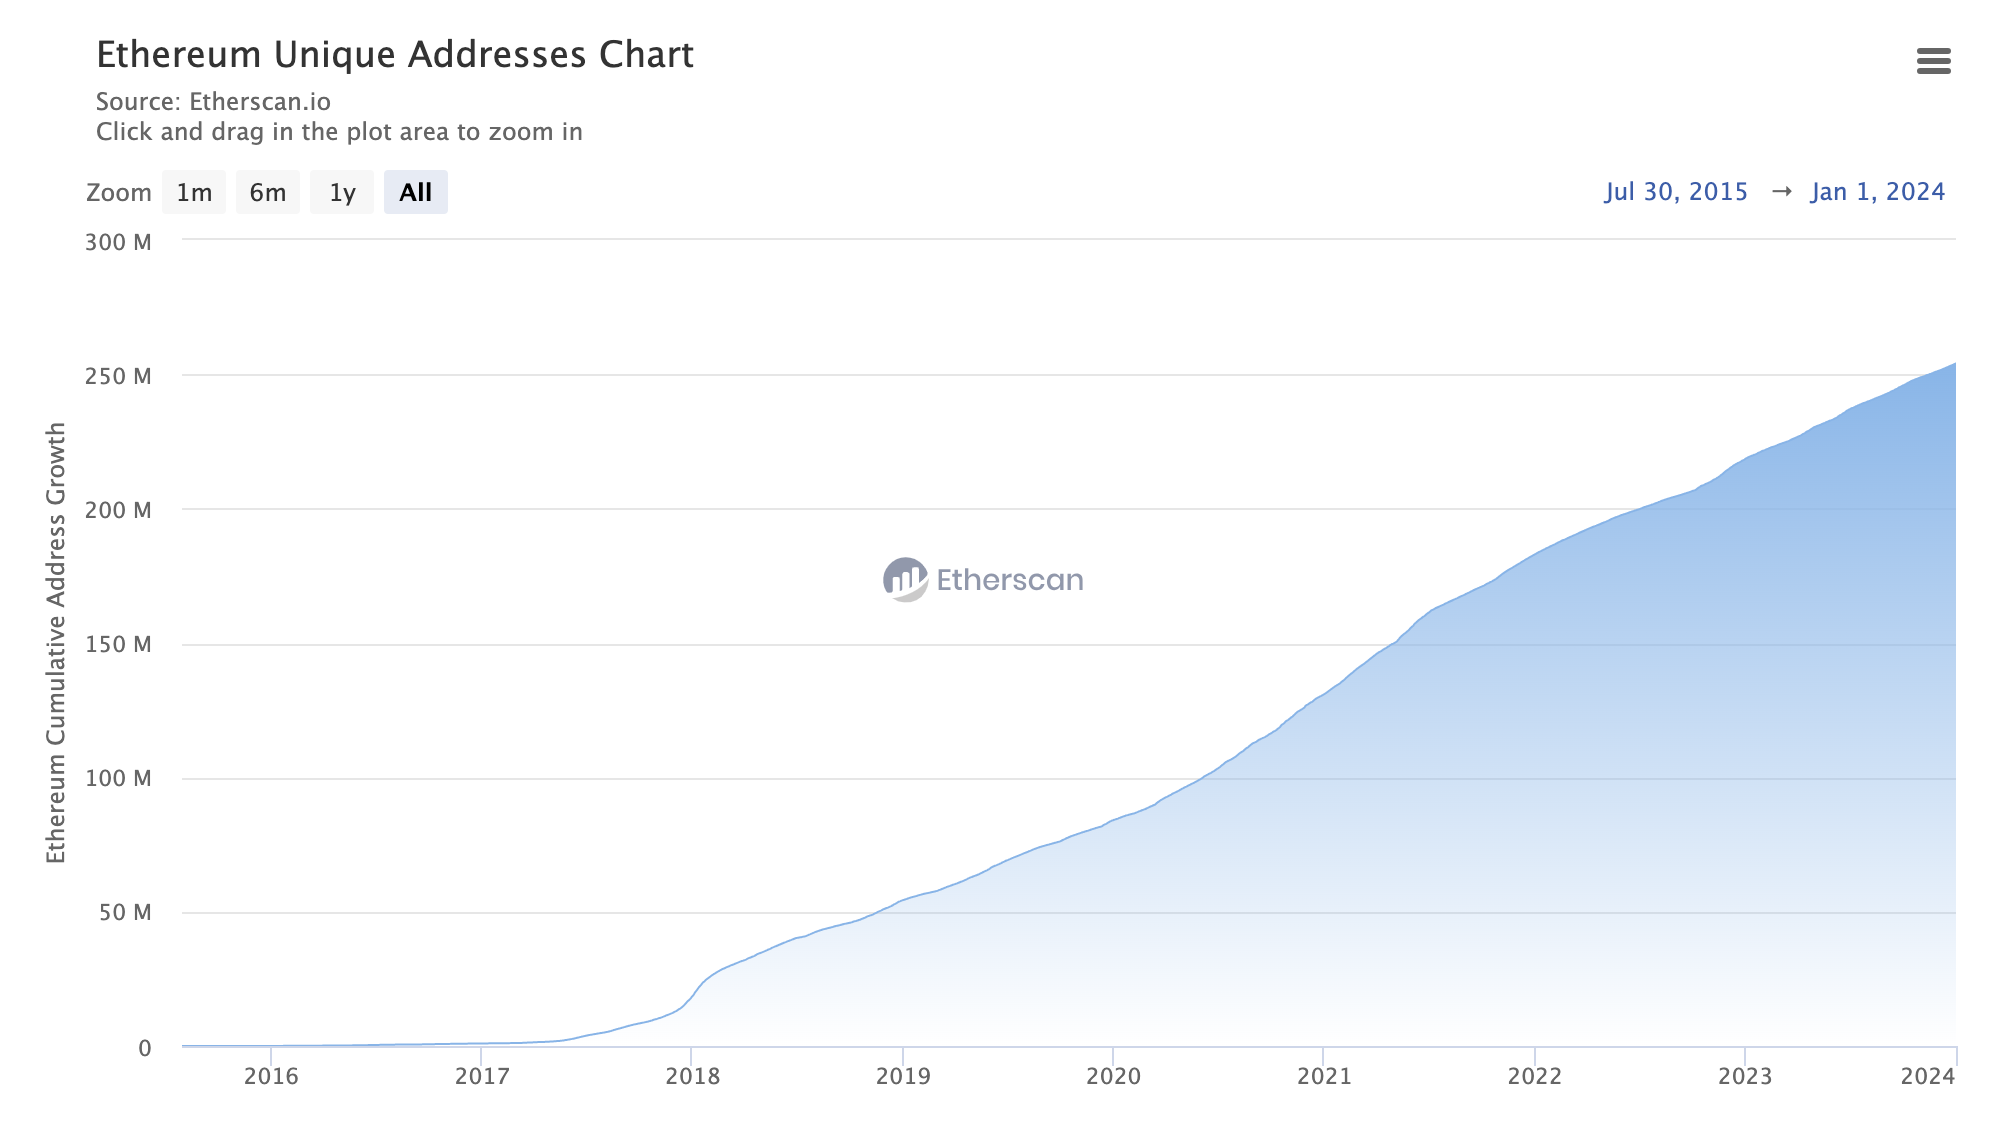 Ethereum Unique Addresses Chart
Source: Etherscan.io
Click and drag in the plot area to zoom in
Zoom 1m 6m 1y All
Jul 30, 2015 → Jan 1, 2024
300 M
250 M
200 M
150 M
100 M
50 M
0
Ethereum Cumulative Address Growth
Etherscan
2016 2017 2018 2019 2020 2021 2022 2023 2024